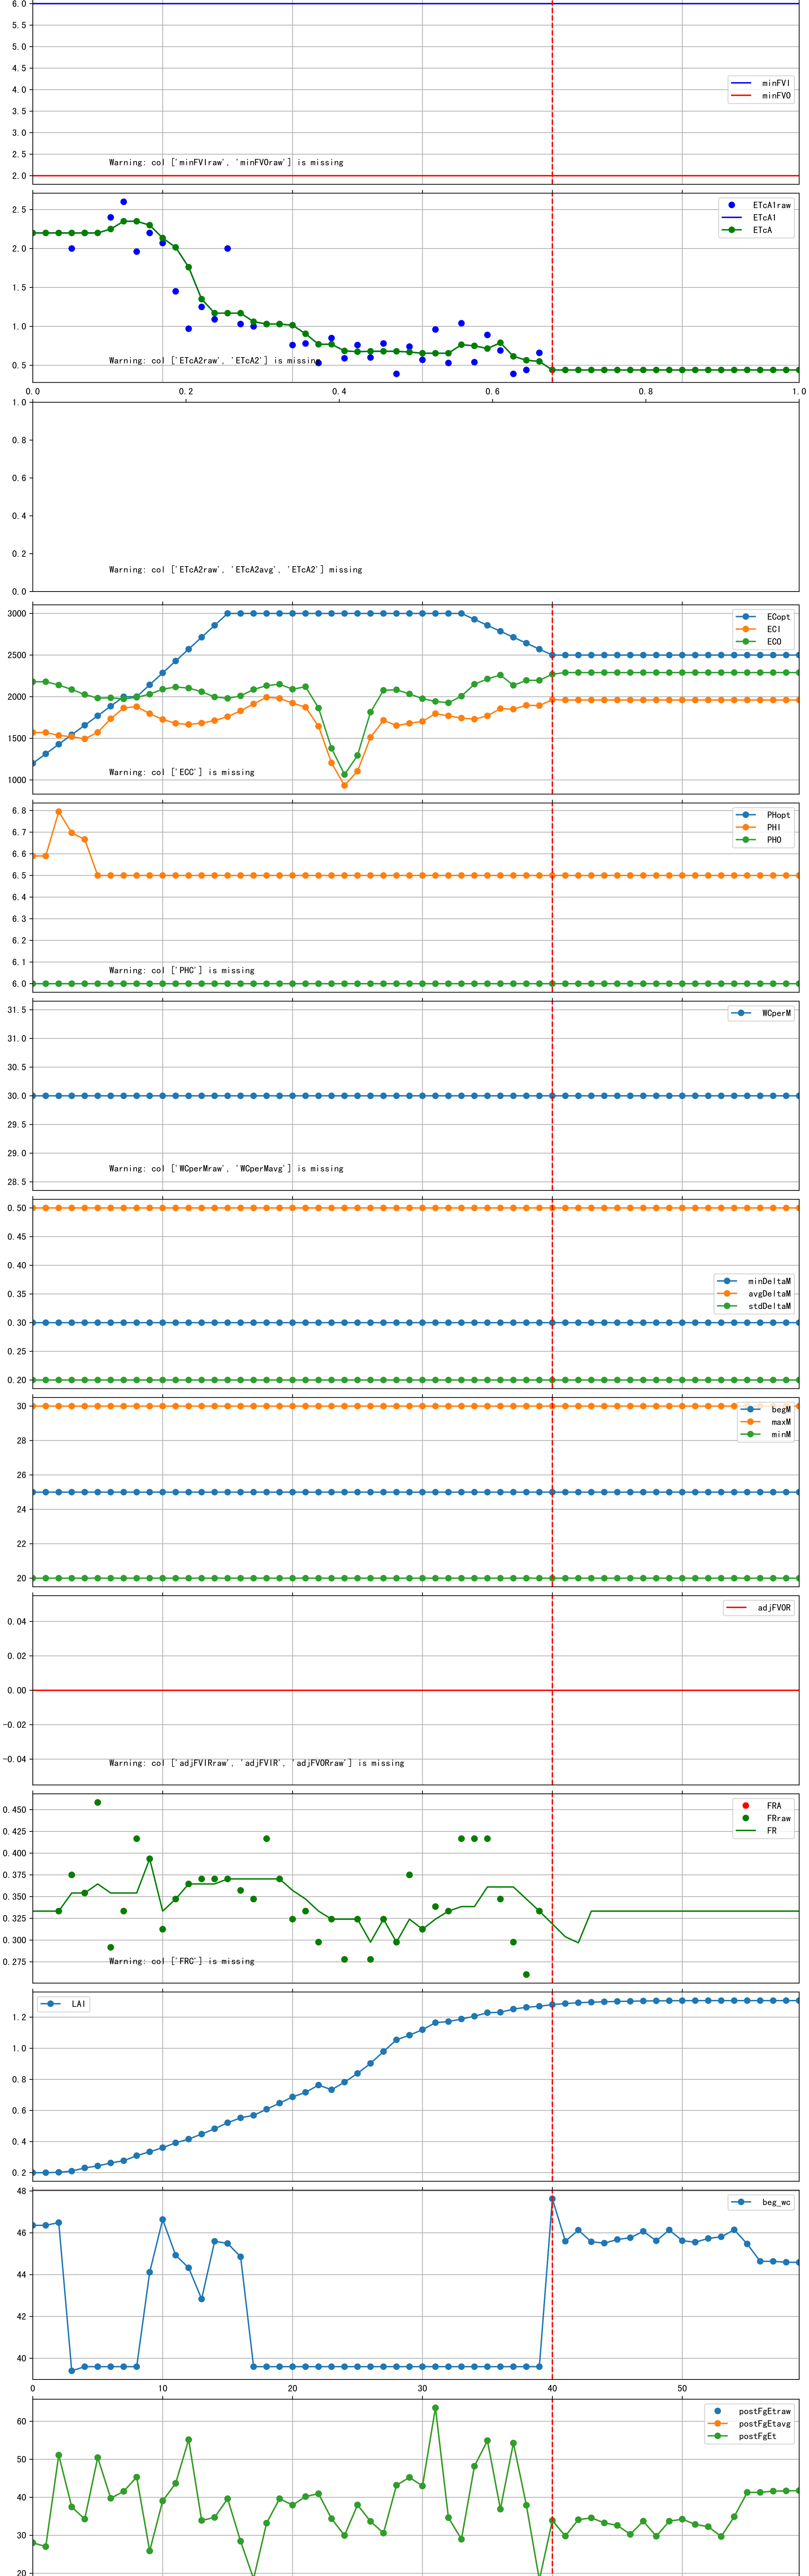 6.0
5.5
5.0
4.5
4.0
3.5
3.0
2.5
2.0
minFVI
minFVO
Warning: col ['minFVIraw', 'minFVOraw'] is missing
2.5
2.0
1.5
1.0
0.5
ETcA1raw
ETcA1
ETcA
Warning: col ['ETcA2raw', 'ETcA2'] is missing
0.0 0.2 0.4 0.6 0.8 1.0
1.0
0.8
0.6
0.4
0.2
0.0
Warning: col ['ETcA2raw', 'ETcA2avg', 'ETcA2'] missing
3000
2500
2000
1500
1000
ECopt
ECI
ECO
Warning: col ['ECC'] is missing
6.8
6.7
6.6
6.5
6.4
6.3
6.2
6.1
6.0
PHopt
PHI
PHO
Warning: col ['PHC'] is missing
31.5
31.0
30.5
30.0
29.5
29.0
28.5
WCperM
Warning: col ['WCperMraw', 'WCperMavg'] is missing
0.50
0.45
0.40
0.35
0.30
0.25
0.20
minDeltaM
avgDeltaM
stdDeltaM
30
28
26
24
22
20
begM
maxM
minM
0.04
0.02
0.00
-0.02
-0.04
adjFVOR
Warning: col ['adjFVIRraw', 'adjFVIR', 'adjFVORraw'] is missing
0.450
0.425
0.400
0.375
0.350
0.325
0.300
0.275
FRA
FRraw
FR
Warning: col ['FRC'] is missing
1.2
1.0
0.8
0.6
0.4
0.2
LAI
48
46
44
42
40
beg_wc
0 10 20 30 40 50
60
50
40
30
20
postFgEtraw
postFgEtavg
postFgEt